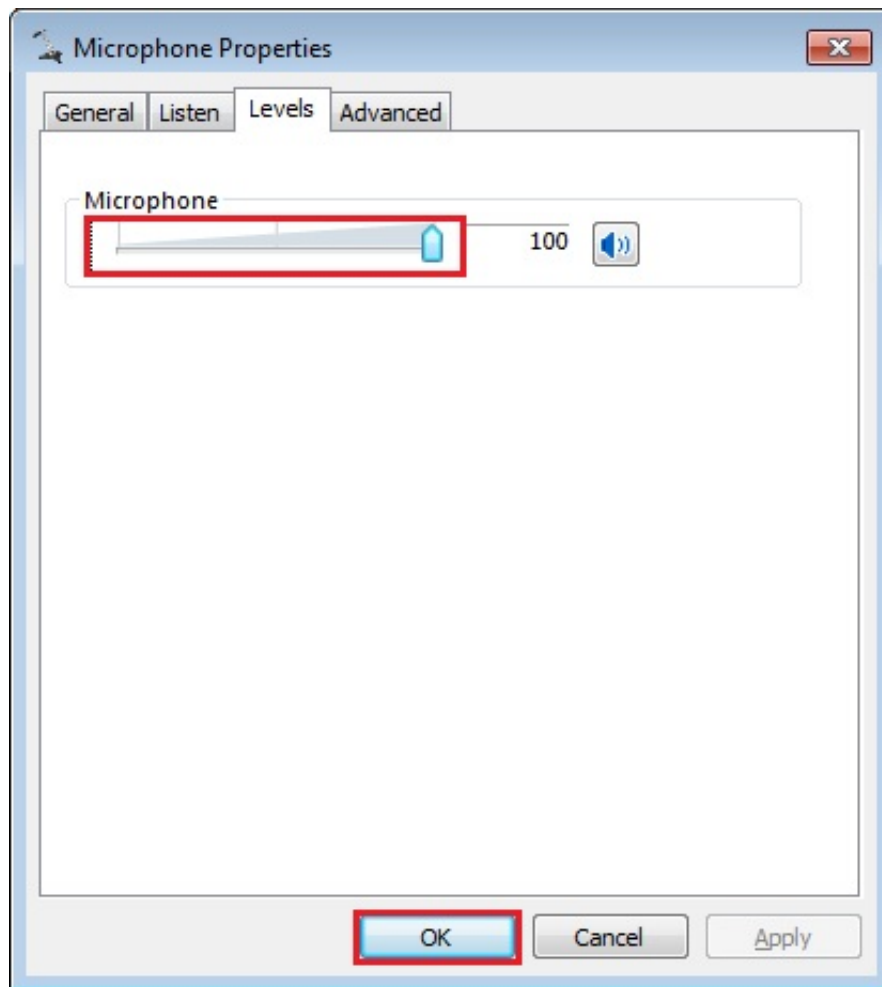 Microphone Properties
General Listen Levels Advanced
Microphone
100
OK Cancel Apply